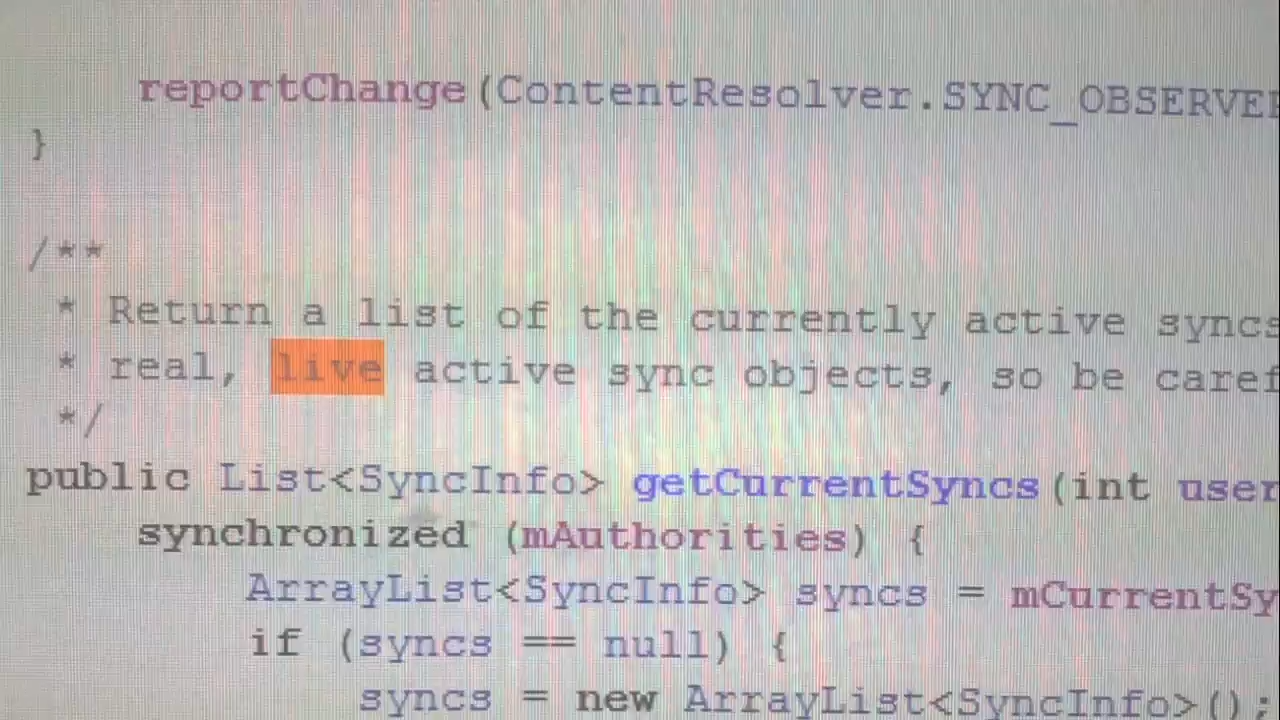 reportChange(ContentResolver.SYNC_OBSERVE
}
/**
* Return a list of the currently active syncs
* real, live active sync objects, so be caref
*/
public List<SyncInfo> getCurrentSyncs(int user
synchronized (mAuthorities) {
ArrayList<SyncInfo> syncs = mCurrentSy
if (syncs == null) {
syncs = new ArrayList<SyncInfo>();